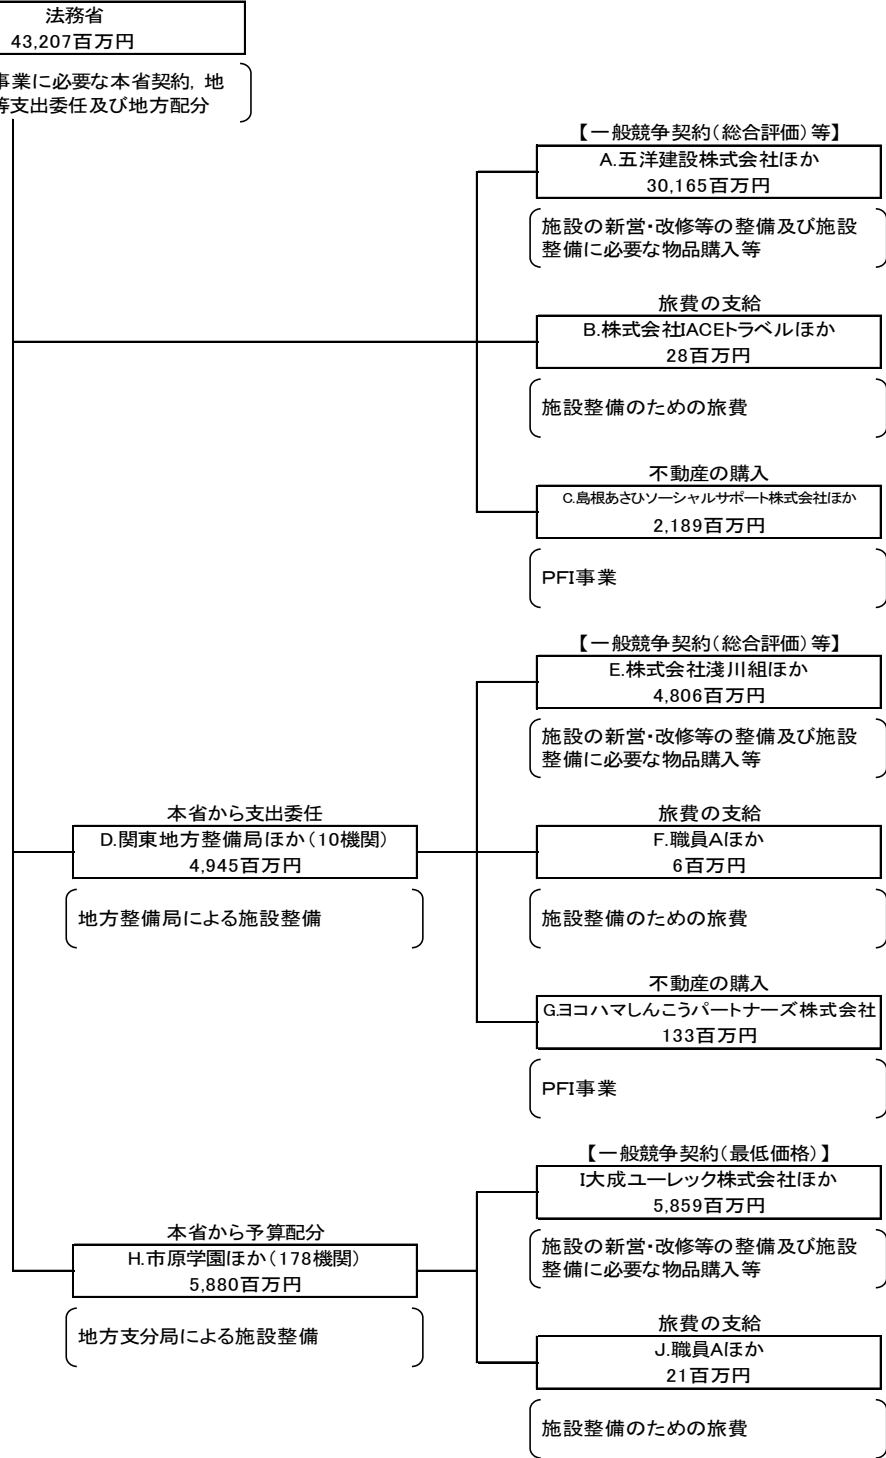 法務省
43,207百万円
事業に必要な本省契約, 地
等支出委任及び地方配分
【一般競争契約(総合評価)等】
A.五洋建設株式会社ほか
30,165百万円
施設の新営・改修等の整備及び施設
整備に必要な物品購入等
旅費の支給
B.株式会社IACEトラベルほか
28百万円
施設整備のための旅費
不動産の購入
C.島根あさひソーシャルサポート株式会社ほか
2,189百万円
PFI事業
【一般競争契約(総合評価)等】
E.株式会社淺川組ほか
4,806百万円
施設の新営・改修等の整備及び施設
整備に必要な物品購入等
本省から支出委任
D.関東地方整備局ほか(10機関)
4,945百万円
地方整備局による施設整備
旅費の支給
F.職員Aほか
6百万円
施設整備のための旅費
不動産の購入
G.ヨコハマしんこうパートナーズ株式会社
133百万円
PFI事業
【一般競争契約(最低価格)】
I大成ユーレック株式会社ほか
5,859百万円
施設の新営・改修等の整備及び施設
整備に必要な物品購入等
本省から予算配分
H.市原学園ほか(178機関)
5,880百万円
地方支分局による施設整備
旅費の支給
J.職員Aほか
21百万円
施設整備のための旅費